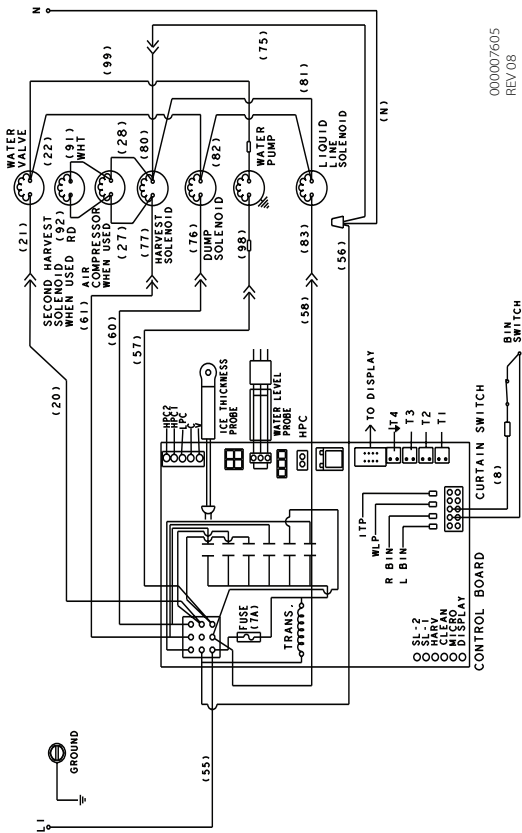 N
(99)
(75)
(81)
(N)
000007605
REV 08
WATER
VALVE
(22)
(91)
WHT
(28)
(80)
(82)
WATER
PUMP
LIQUID
LINE
SOLENOID
(21)
SECOND HARVEST
SOLENOID (92)
WHEN USED RD
AIR
COMPRESSOR
WHEN USED
(27)
(77)
HARVEST
SOLENOID
(76)
DUMP
SOLENOID
(98)
(83)
(56)
(61)
(60)
(57)
(58)
(20)
HPC2
HPC1
LPC
L
C
V
ICE THICKNESS
PROBE
WATER LEVEL
PROBE
HPC
TO DISPLAY
T4
T3
T2
T1
CURTAIN SWITCH
(8)
BIN
SWITCH
ITP
WLP
R BIN
L BIN
FUSE
(7A)
TRANS.
SL-2
SL-1
HARV
CLEAN
MICRO
DISPLAY
CONTROL BOARD
GROUND
(55)
L1